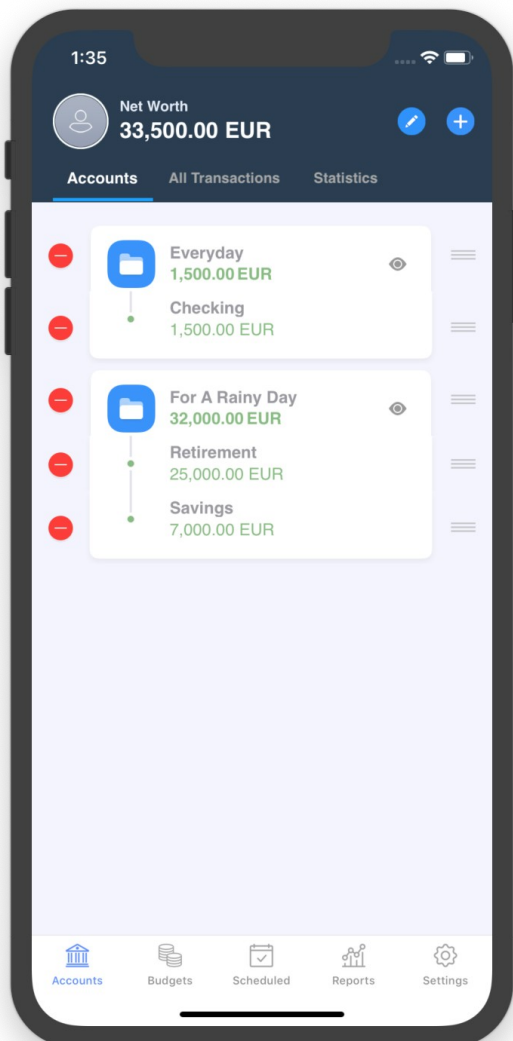 1:35
Net Worth
33,500.00 EUR
Accounts All Transactions Statistics
Everyday
1,500.00 EUR
Checking
1,500.00 EUR
For A Rainy Day
32,000.00 EUR
Retirement
25,000.00 EUR
Savings
7,000.00 EUR
Accounts Budgets Scheduled Reports Settings